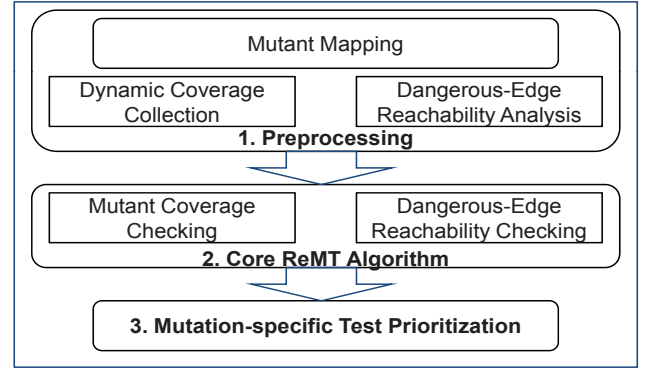 Mutant Mapping
Dynamic Coverage
Collection
Dangerous-Edge
Reachability Analysis
1. Preprocessing
Mutant Coverage
Checking
Dangerous-Edge
Reachability Checking
2. Core ReMT Algorithm
3. Mutation-specific Test Prioritization